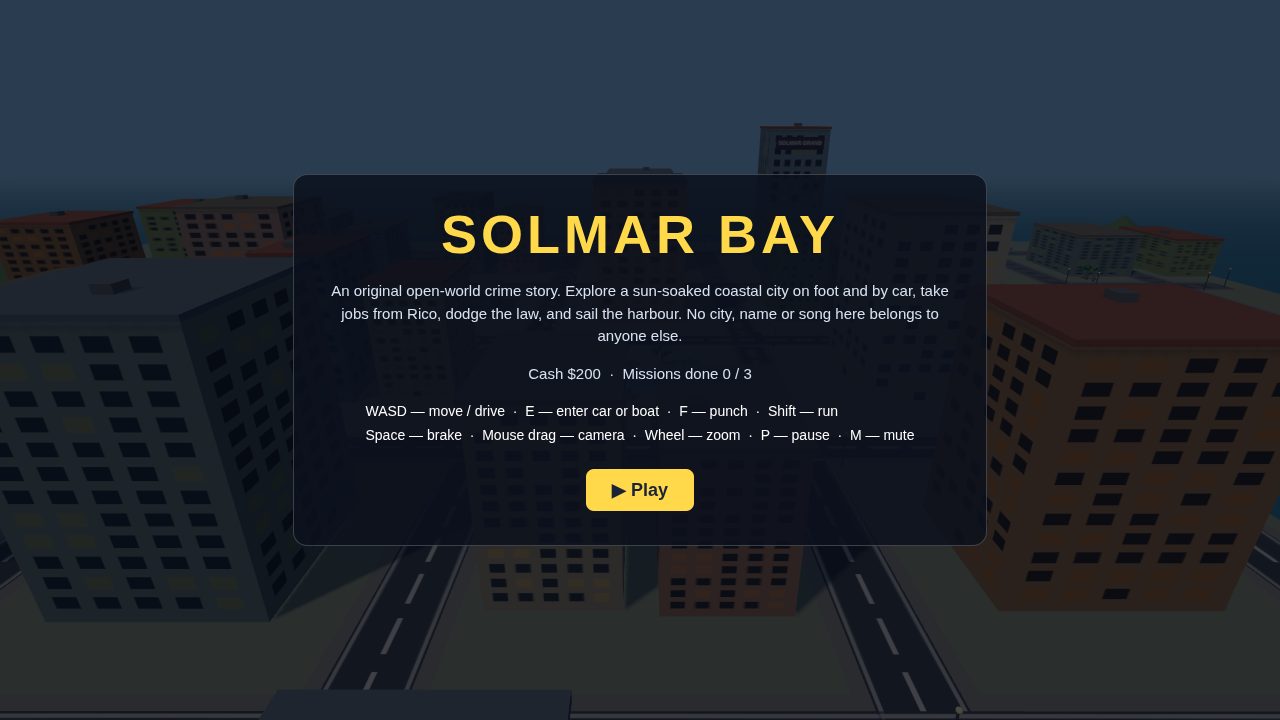 SOLMAR GRAND
SOLMAR BAY
An original open-world crime story. Explore a sun-soaked coastal city on foot and by car, take
jobs from Rico, dodge the law, and sail the harbour. No city, name or song here belongs to
anyone else.
Cash $200 · Missions done 0 / 3
WASD — move / drive · E — enter car or boat · F — punch · Shift — run
Space — brake · Mouse drag — camera · Wheel — zoom · P — pause · M — mute
▶ Play